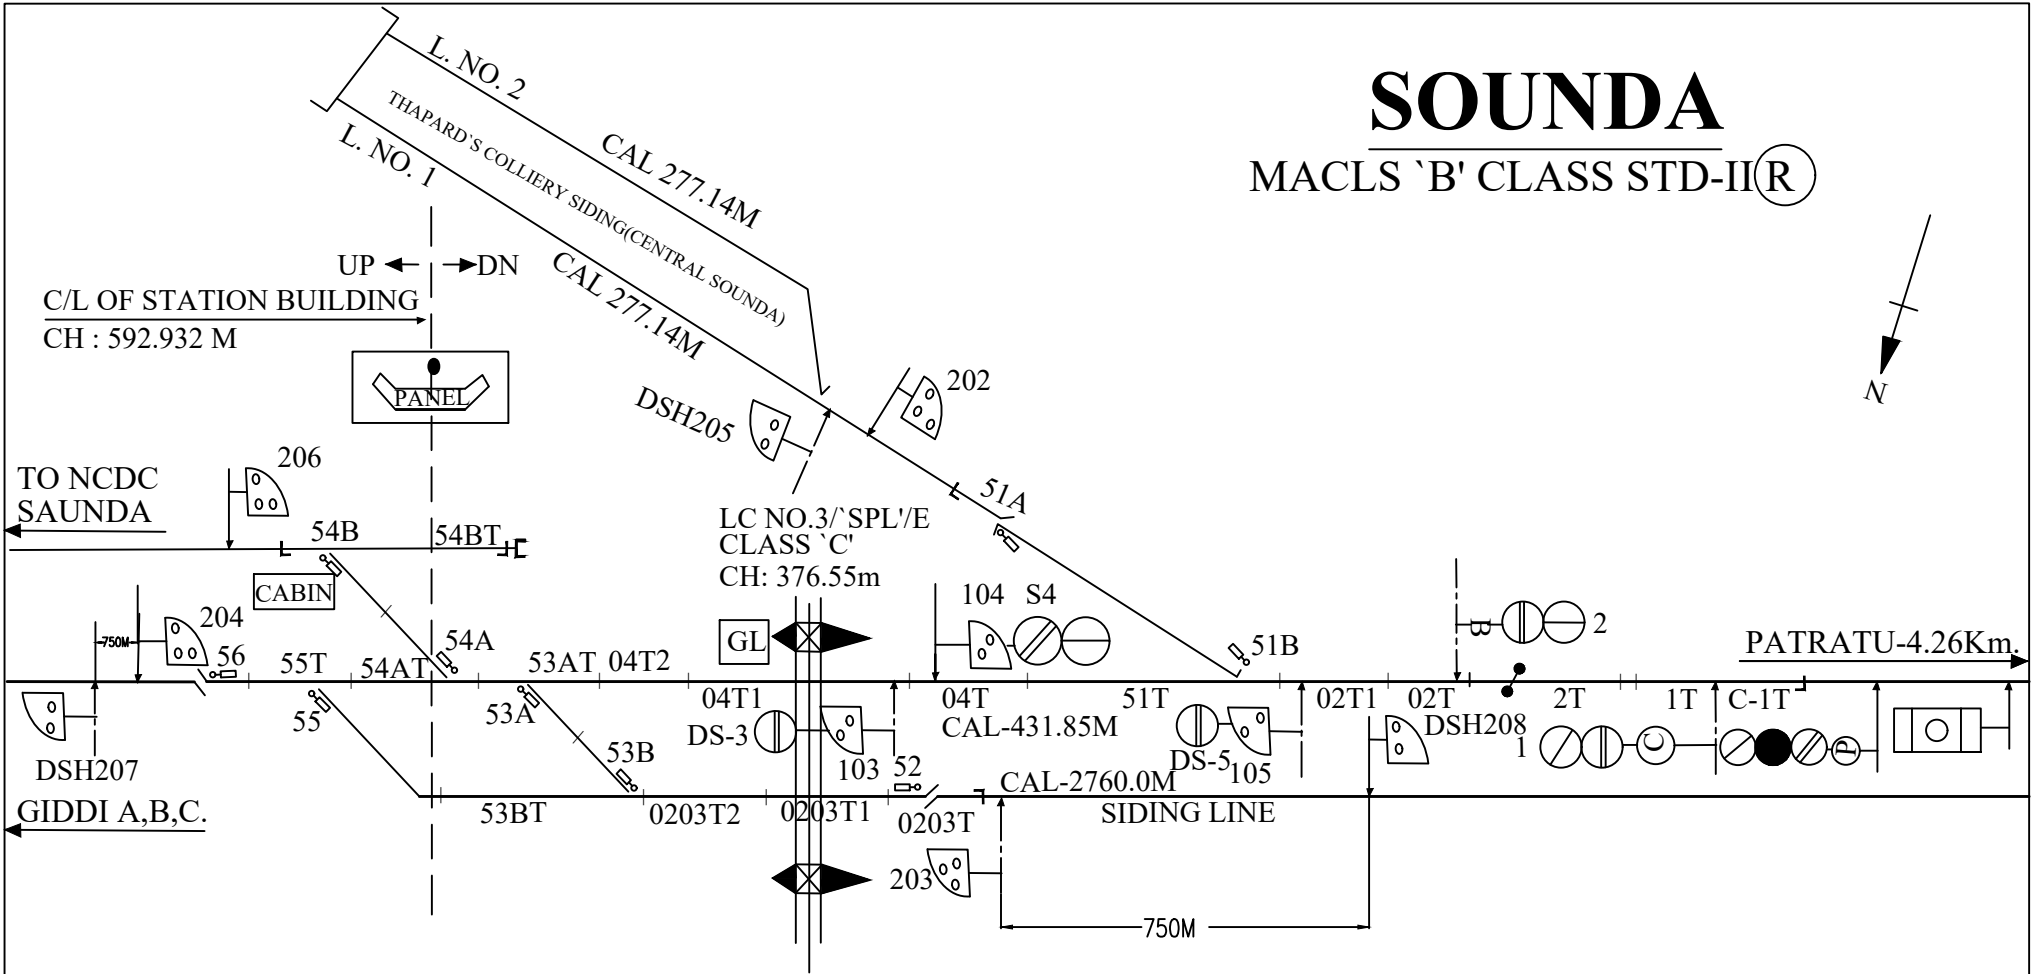 SOUNDA
MACLS `B' CLASS STD-II R
L. NO. 2
THAPARD`S COLLIERY SIDING(CENTRAL SOUNDA)
CAL 277.14M
L. NO. 1
CAL 277.14M
UP DN
C/L OF STATION BUILDING
CH : 592.932 M
PANEL
N
202
DSH205
206
TO NCDC
SAUNDA
54B
54BT
51A
LC NO.3/`SPL'/E
CLASS `C'
CH: 376.55m
CABIN
204
750M
104 S4
GL
B
2
51B
PATRATU-4.26Km.
56
55T
54AT
54A
53AT 04T2
04T1
04T
51T
02T1
02T
2T
1T
C-1T
55
53A
DS-3
CAL-431.85M
DSH208
1
C
P
DSH207
53B
103
52
DS-5
105
CAL-2760.0M
GIDDI A,B,C.
53BT
0203T2
0203T1
0203T
SIDING LINE
203
750M